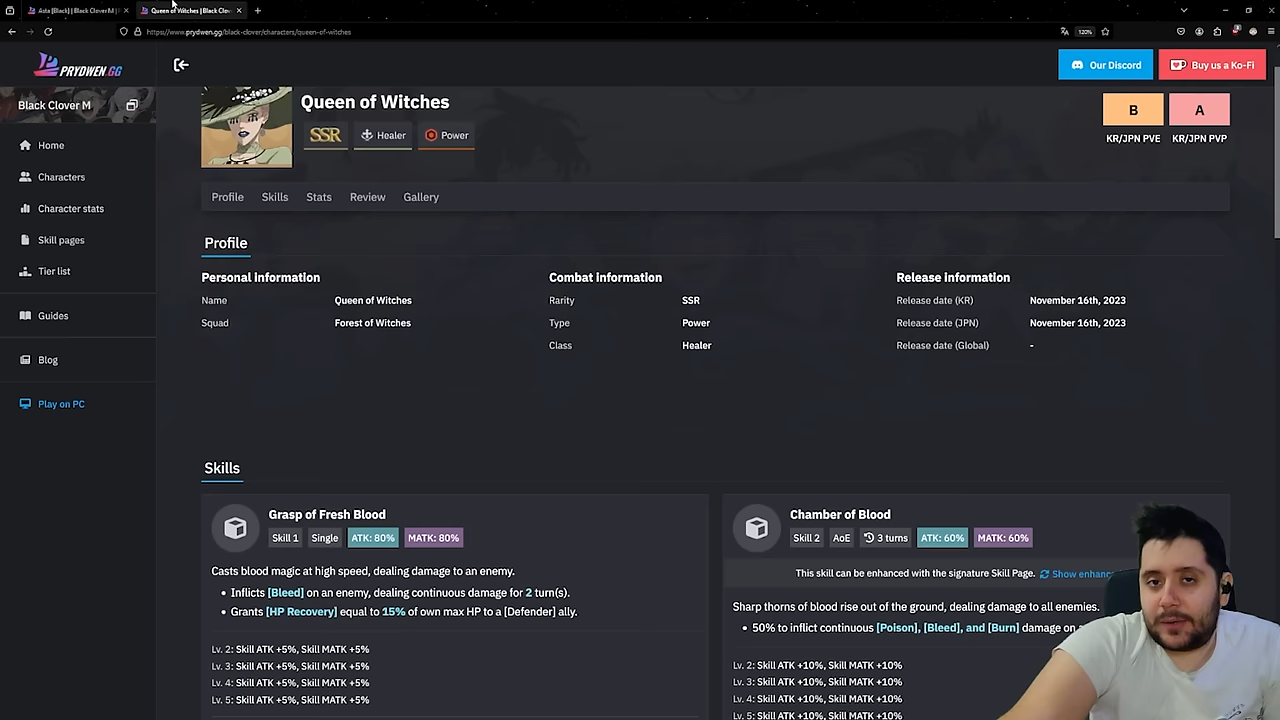 Asta [Black] | Black Clover M |
Queen of Witches | Black Clov
https://www.prydwen.gg/black-clover/characters/queen-of-witches
120%
PRYDWEN.GG
Our Discord
Buy us a Ko-Fi
Black Clover M
Home
Characters
Character stats
Skill pages
Tier list
Guides
Blog
Play on PC
Queen of Witches
SSR
Healer
Power
B
A
KR/JPN PVE
KR/JPN PVP
Profile
Skills
Stats
Review
Gallery
Profile
Personal information
Name Queen of Witches
Squad Forest of Witches
Combat information
Rarity SSR
Type Power
Class Healer
Release information
Release date (KR) November 16th, 2023
Release date (JPN) November 16th, 2023
Release date (Global) -
Skills
Grasp of Fresh Blood
Skill 1 Single ATK: 80% MATK: 80%
Casts blood magic at high speed, dealing damage to an enemy.
• Inflicts [Bleed] on an enemy, dealing continuous damage for 2 turn(s).
• Grants [HP Recovery] equal to 15% of own max HP to a [Defender] ally.
Lv. 2: Skill ATK +5%, Skill MATK +5%
Lv. 3: Skill ATK +5%, Skill MATK +5%
Lv. 4: Skill ATK +5%, Skill MATK +5%
Lv. 5: Skill ATK +5%, Skill MATK +5%
Chamber of Blood
Skill 2 AoE 3 turns ATK: 60% MATK: 60%
This skill can be enhanced with the signature Skill Page. Show enhanc
Sharp thorns of blood rise out of the ground, dealing damage to all enemies.
• 50% to inflict continuous [Poison], [Bleed], and [Burn] damage on
Lv. 2: Skill ATK +10%, Skill MATK +10%
Lv. 3: Skill ATK +10%, Skill MATK +10%
Lv. 4: Skill ATK +10%, Skill MATK +10%
Lv. 5: Skill ATK +10%, Skill MATK +10%